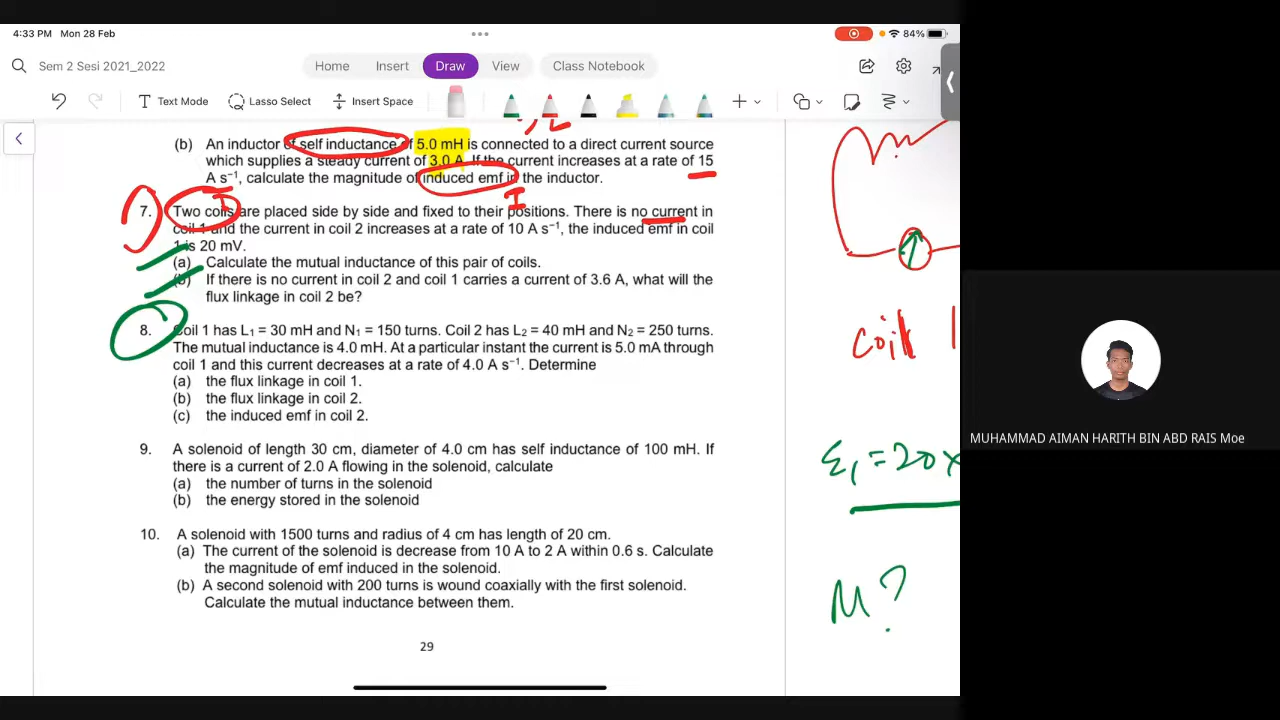 4:33 PM Mon 28 Feb
84%
Sem 2 Sesi 2021_2022
Home Insert Draw View Class Notebook
Text Mode Lasso Select Insert Space
(b) An inductor of self inductance of 5.0 mH is connected to a direct current source
which supplies a steady current of 3.0 A. If the current increases at a rate of 15
A s⁻¹, calculate the magnitude of induced emf in the inductor.
I
I
7. Two coils are placed side by side and fixed to their positions. There is no current in
coil 1 and the current in coil 2 increases at a rate of 10 A s⁻¹, the induced emf in coil
1 is 20 mV.
(a) Calculate the mutual inductance of this pair of coils.
(b) If there is no current in coil 2 and coil 1 carries a current of 3.6 A, what will the
flux linkage in coil 2 be?
8. Coil 1 has L₁ = 30 mH and N₁ = 150 turns. Coil 2 has L₂ = 40 mH and N₂ = 250 turns.
The mutual inductance is 4.0 mH. At a particular instant the current is 5.0 mA through
coil 1 and this current decreases at a rate of 4.0 A s⁻¹. Determine
(a) the flux linkage in coil 1.
(b) the flux linkage in coil 2.
(c) the induced emf in coil 2.
9. A solenoid of length 30 cm, diameter of 4.0 cm has self inductance of 100 mH. If
there is a current of 2.0 A flowing in the solenoid, calculate
(a) the number of turns in the solenoid
(b) the energy stored in the solenoid
10. A solenoid with 1500 turns and radius of 4 cm has length of 20 cm.
(a) The current of the solenoid is decrease from 10 A to 2 A within 0.6 s. Calculate
the magnitude of emf induced in the solenoid.
(b) A second solenoid with 200 turns is wound coaxially with the first solenoid.
Calculate the mutual inductance between them.
29
coil 1
ε₁ = 20 x
M?
MUHAMMAD AIMAN HARITH BIN ABD RAIS Moe